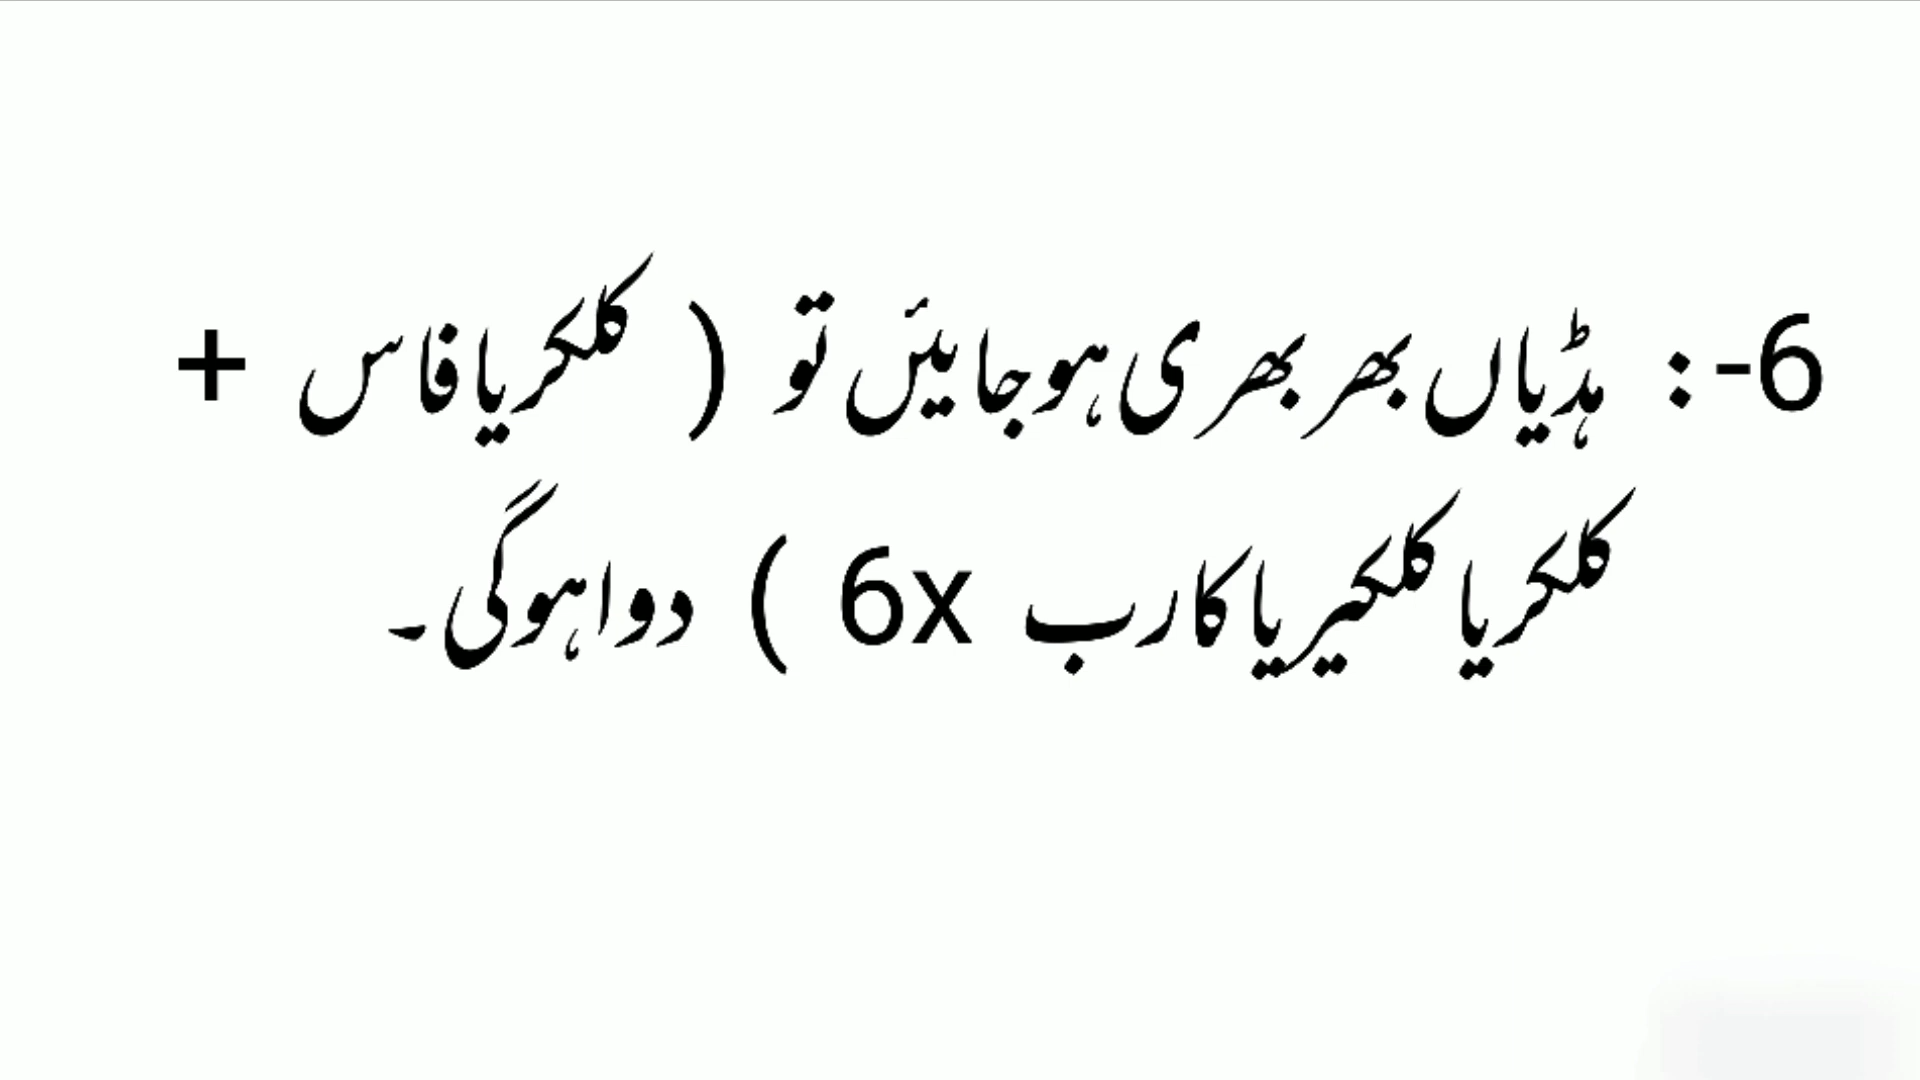 6-: ہڈیاں بھربھری ہوجایئں تو ( کلکریا فاس +
کلکریا کلکیریا کارب 6x ) دوا ہوگی۔